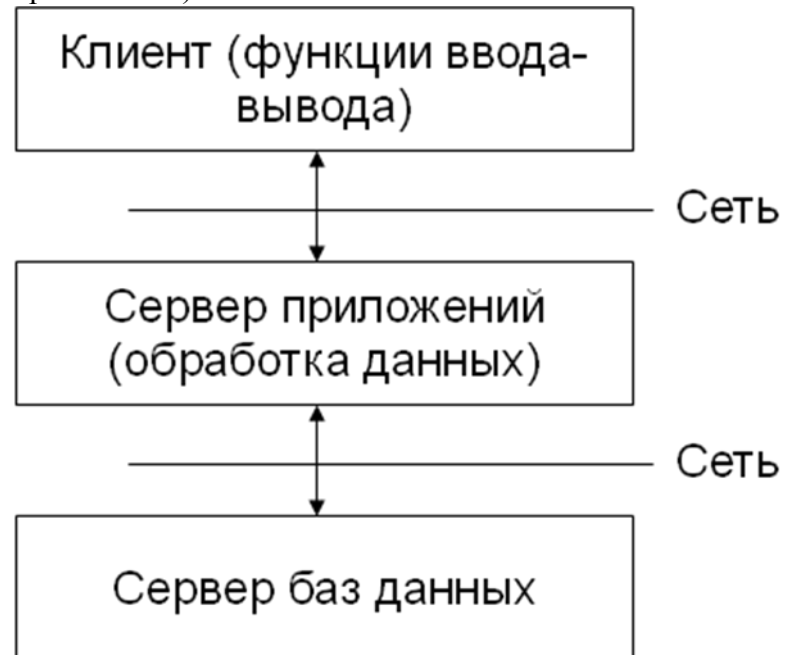 Клиент (функции ввода-
вывода)
Сеть
Сервер приложений
(обработка данных)
Сеть
Сервер баз данных